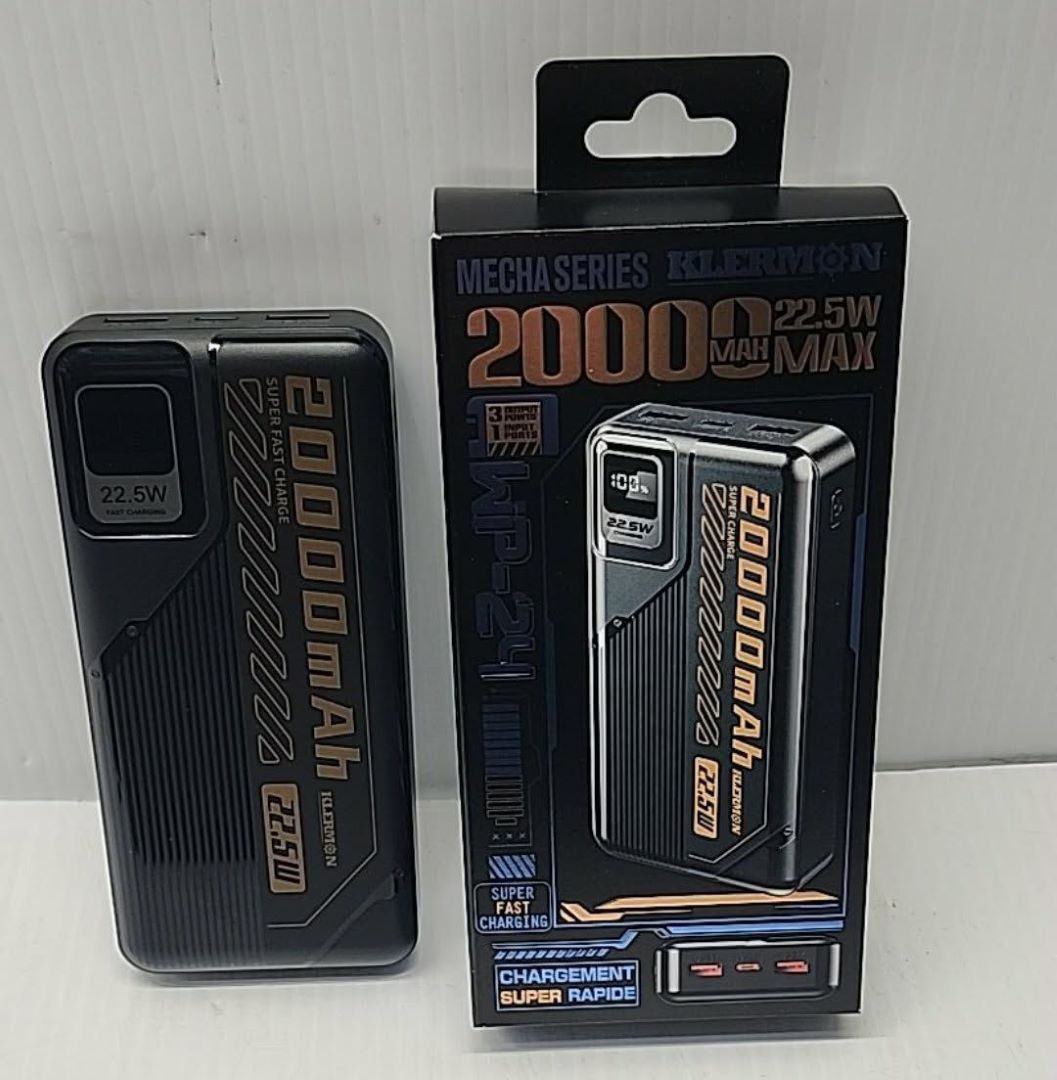 22.5W
FAST CHARGING
20000mAh
SUPER FAST CHARGE
KLERMON
22.5W
MECHA SERIES KLERMON
20000 MAH 22.5W MAX
3 OUTPUT PORTS
1 INPUT PORTS
100%
22.5W
20000mAh
SUPER CHARGE
KLERMON
22.5W
SUPER
FAST
CHARGING
CHARGEMENT
SUPER RAPIDE